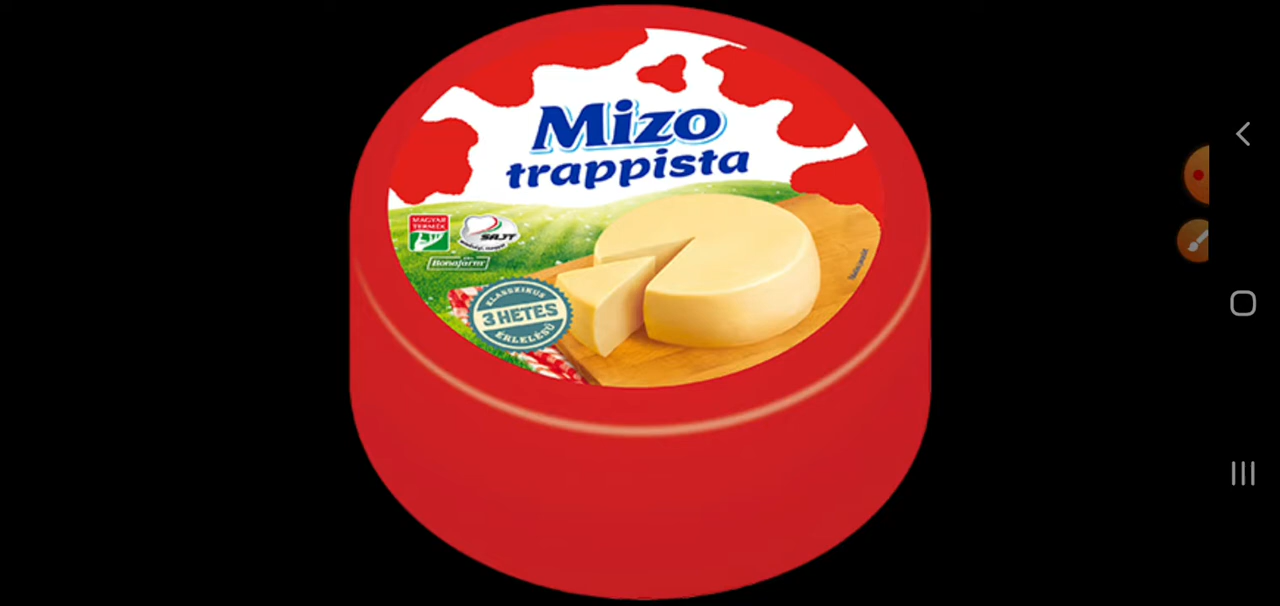 Mizo
trappista
MAGYAR
TERMÉK
SAJT
Bonafarm
KLASSZIKUS
3 HETES
ÉRLELÉSŰ